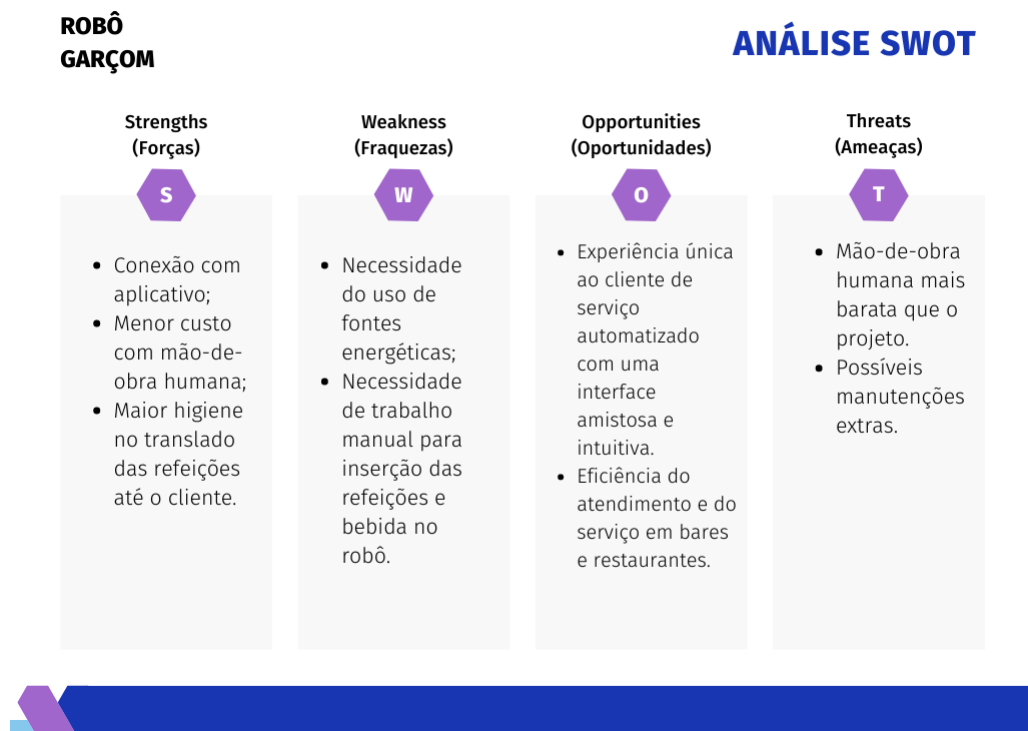 ROBÔ
GARÇOM
ANÁLISE SWOT
Strengths
(Forças)
S
• Conexão com
aplicativo;
• Menor custo
com mão-de-
obra humana;
• Maior higiene
no translado
das refeições
até o cliente.
Weakness
(Fraquezas)
W
• Necessidade
do uso de
fontes
energéticas;
• Necessidade
de trabalho
manual para
inserção das
refeições e
bebida no
robô.
Opportunities
(Oportunidades)
O
• Experiência única
ao cliente de
serviço
automatizado
com uma
interface
amistosa e
intuitiva.
• Eficiência do
atendimento e do
serviço em bares
e restaurantes.
Threats
(Ameaças)
T
• Mão-de-obra
humana mais
barata que o
projeto.
• Possíveis
manutenções
extras.